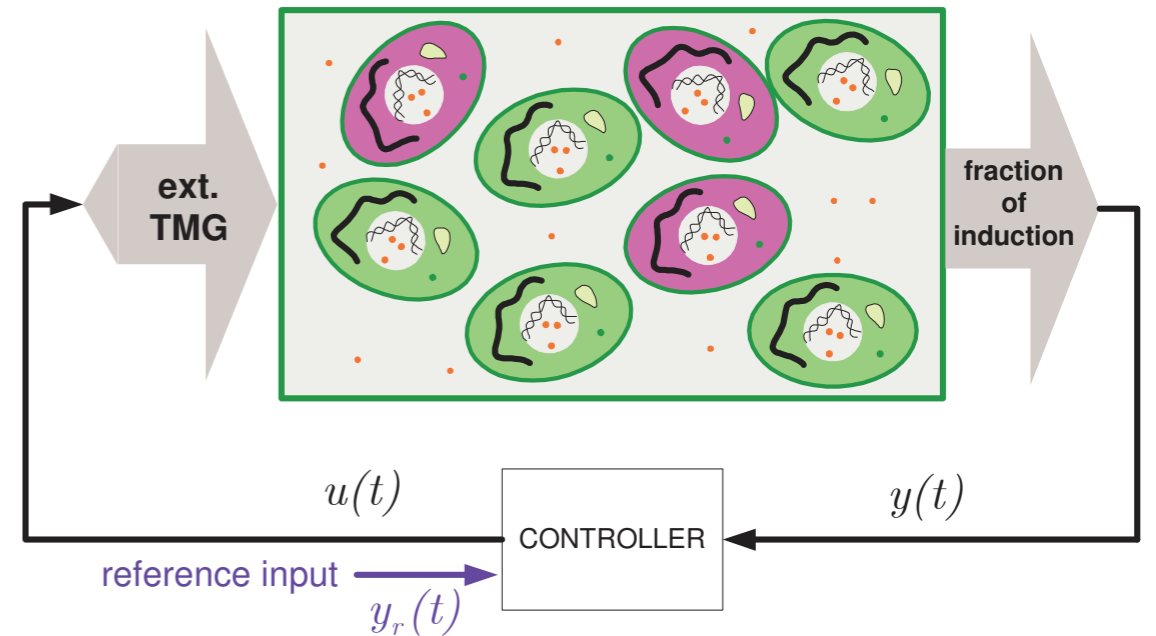 ext.
TMG
fraction
of
induction
u(t)
y(t)
CONTROLLER
reference input
y_r(t)